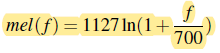 mel(f) = 1127 ln(1 + f/700)